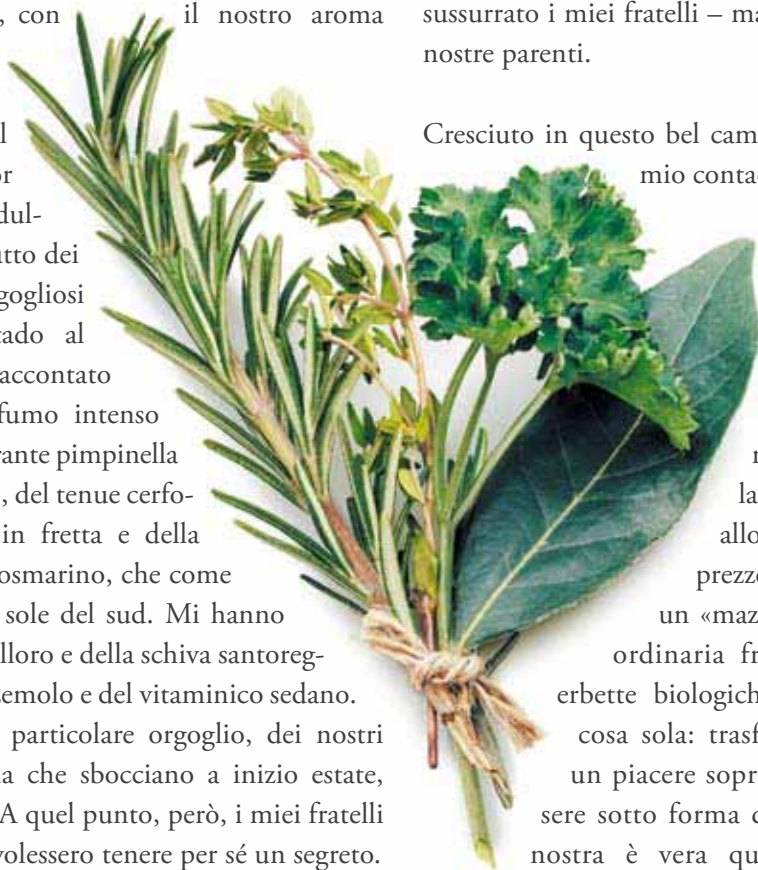 , con il nostro aroma
l
or
dul-
utto dei
gogliosi
tado al
accontato
fumo intenso
rante pimpinella
, del tenue cerfo-
in fretta e della
osmarino, che come
sole del sud. Mi hanno
lloro e della schiva santoreg-
zemolo e del vitaminico sedano.
particolare orgoglio, dei nostri
a che sbocciano a inizio estate,
A quel punto, però, i miei fratelli
volessero tenere per sé un segreto.
sussurrato i miei fratelli – ma
nostre parenti.
Cresciuto in questo bel cam
mio conta
la
allo
prezze
un «maz
ordinaria fr
erbette biologich
cosa sola: trasf
un piacere sopr
sere sotto forma
nostra è vera qu